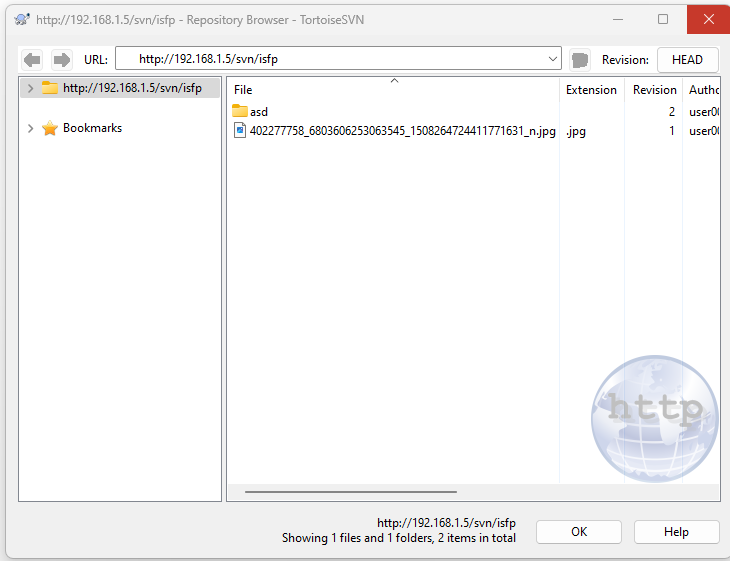 http://192.168.1.5/svn/isfp - Repository Browser - TortoiseSVN
URL: http://192.168.1.5/svn/isfp Revision: HEAD
http://192.168.1.5/svn/isfp
Bookmarks
File Extension Revision Autho
asd 2 user00
402277758_6803606253063545_1508264724411771631_n.jpg .jpg 1 user00
http
http://192.168.1.5/svn/isfp
Showing 1 files and 1 folders, 2 items in total
OK Help